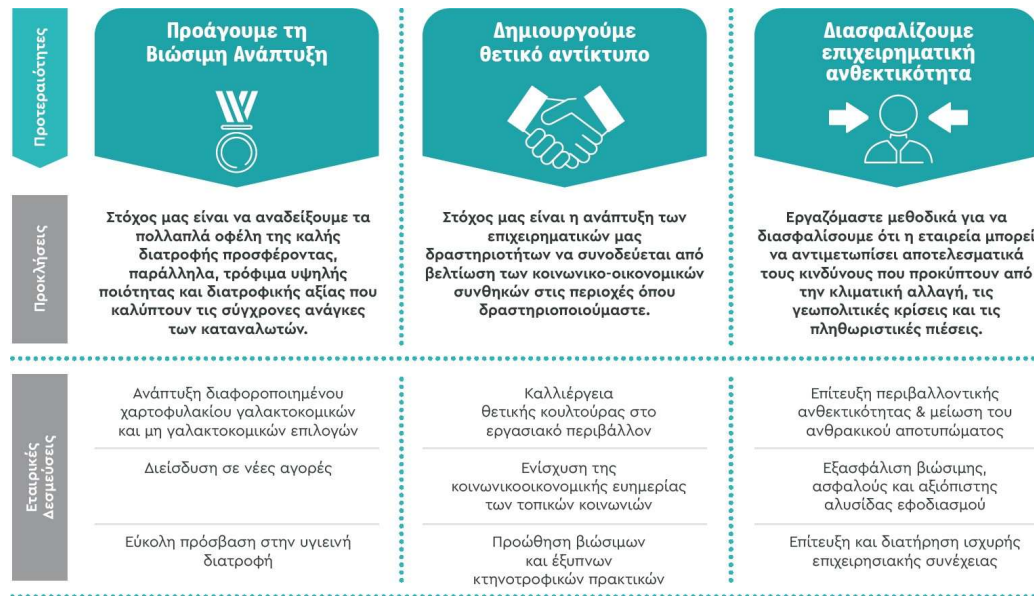 Προτεραιότητες
Προάγουμε τη
Βιώσιμη Ανάπτυξη
Δημιουργούμε
θετικό αντίκτυπο
Διασφαλίζουμε
επιχειρηματική
ανθεκτικότητα
Προκλήσεις
Στόχος μας είναι να αναδείξουμε τα
πολλαπλά οφέλη της καλής
διατροφής προσφέροντας,
παράλληλα, τρόφιμα υψηλής
ποιότητας και διατροφικής αξίας που
καλύπτουν τις σύγχρονες ανάγκες
των καταναλωτών.
Στόχος μας είναι η ανάπτυξη των
επιχειρηματικών μας
δραστηριοτήτων να συνοδεύεται από
βελτίωση των κοινωνικο-οικονομικών
συνθηκών στις περιοχές όπου
δραστηριοποιούμαστε.
Εργαζόμαστε μεθοδικά για να
διασφαλίσουμε ότι η εταιρεία μπορεί
να αντιμετωπίσει αποτελεσματικά
τους κινδύνους που προκύπτουν από
την κλιματική αλλαγή, τις
γεωπολιτικές κρίσεις και τις
πληθωριστικές πιέσεις.
Εταιρικές
Δεσμεύσεις
Ανάπτυξη διαφοροποιημένου
χαρτοφυλακίου γαλακτοκομικών
και μη γαλακτοκομικών επιλογών
Καλλιέργεια
θετικής κουλτούρας στο
εργασιακό περιβάλλον
Επίτευξη περιβαλλοντικής
ανθεκτικότητας & μείωση του
ανθρακικού αποτυπώματος
Διείσδυση σε νέες αγορές
Ενίσχυση της
κοινωνικοοικονομικής ευημερίας
των τοπικών κοινωνιών
Εξασφάλιση βιώσιμης,
ασφαλούς και αξιόπιστης
αλυσίδας εφοδιασμού
Εύκολη πρόσβαση στην υγιεινή
διατροφή
Προώθηση βιώσιμων
και έξυπνων
κτηνοτροφικών πρακτικών
Επίτευξη και διατήρηση ισχυρής
επιχειρησιακής συνέχειας